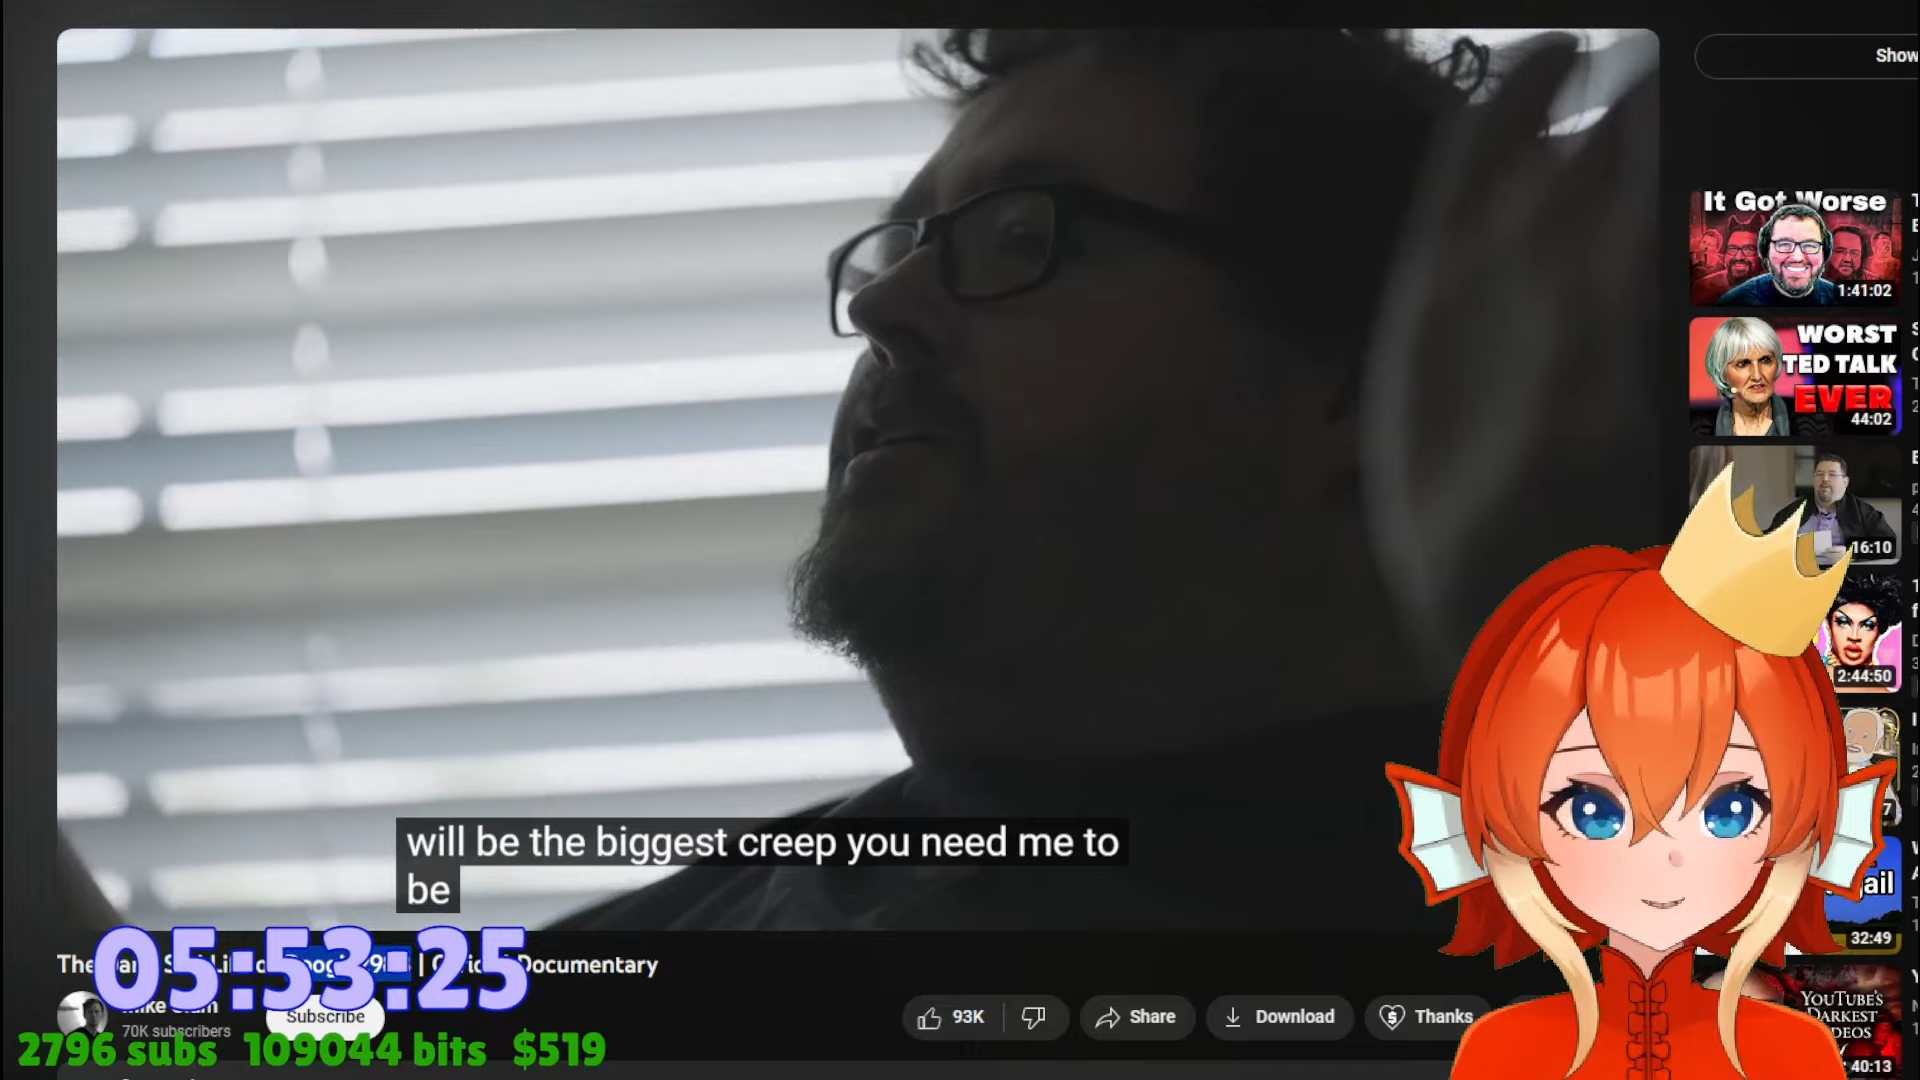 Show
It Got Worse
1:41:02
WORST
TED TALK
EVER
44:02
16:10
2:44:50
will be the biggest creep you need me to
be
ail
32:49
05:53:25
The Documentary
70K subscribers
Subscribe
93K
Share
Download
Thanks
YouTube's
Darkest
40:13
2796 subs 109044 bits $519